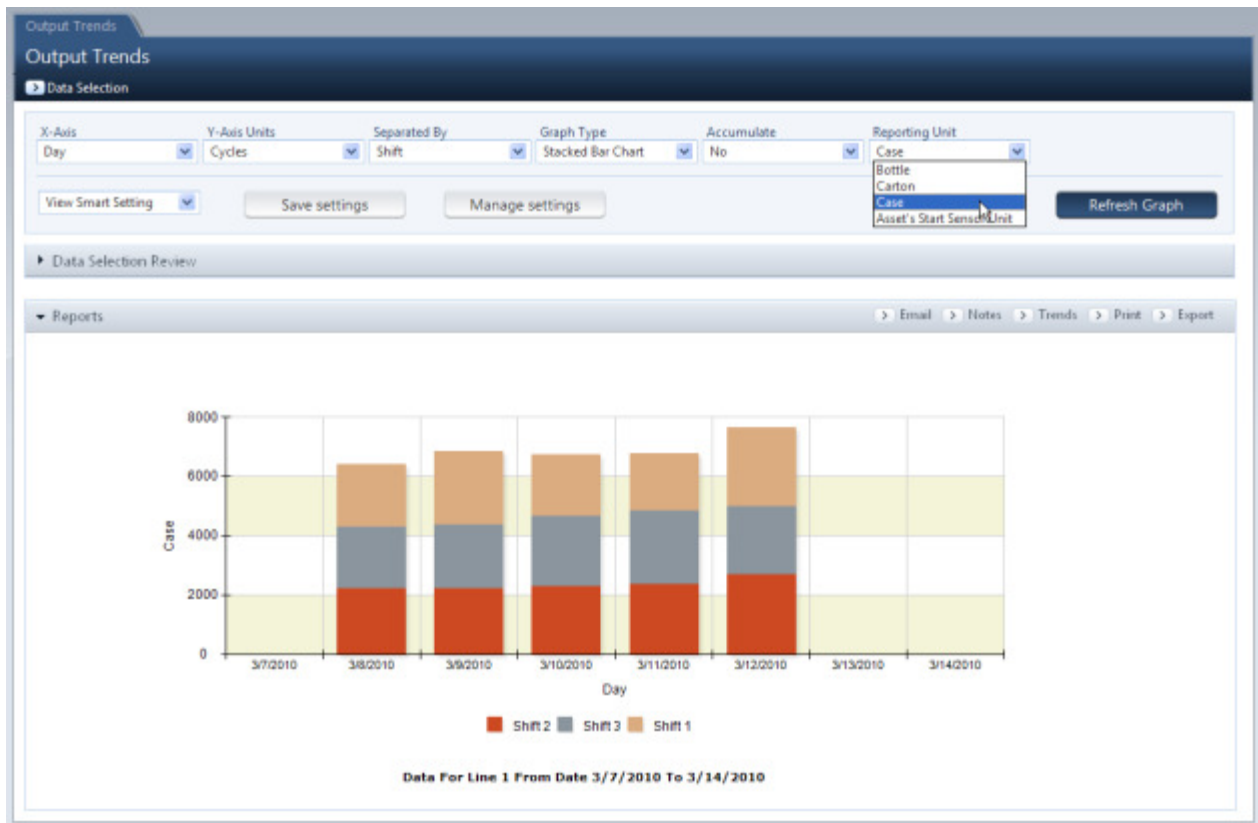 Output Trends
Output Trends
Data Selection
X-Axis Y-Axis Units Separated By Graph Type Accumulate Reporting Unit
Day Cycles Shift Stacked Bar Chart No Case
Bottle
Carton
Case
Asset's Start Sensor Unit
View Smart Setting Save settings Manage settings Refresh Graph
Data Selection Review
Reports Email Notes Trends Print Export
8000
6000
4000
2000
0
Case
3/7/2010 3/8/2010 3/9/2010 3/10/2010 3/11/2010 3/12/2010 3/13/2010 3/14/2010
Day
Shift 2 Shift 3 Shift 1
Data For Line 1 From Date 3/7/2010 To 3/14/2010